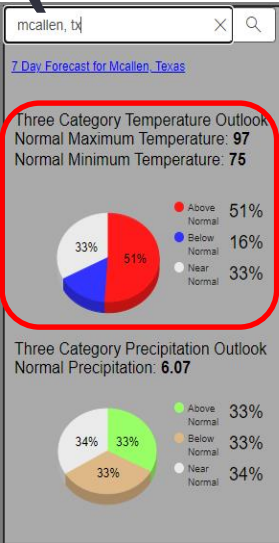 mcallen, tx
7 Day Forecast for Mcallen, Texas
Three Category Temperature Outlook
Normal Maximum Temperature: 97
Normal Minimum Temperature: 75
33%
51%
Above Normal 51%
Below Normal 16%
Near Normal 33%
Three Category Precipitation Outlook
Normal Precipitation: 6.07
34%
33%
33%
Above Normal 33%
Below Normal 33%
Near Normal 34%